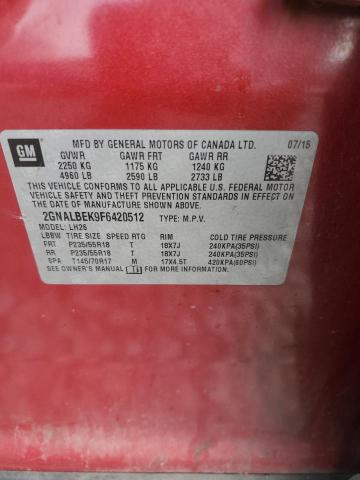 GM
MFD BY GENERAL MOTORS OF CANADA LTD. 07/15
GVWR GAWR FRT GAWR RR
2250 KG 1175 KG 1240 KG
4960 LB 2590 LB 2733 LB
THIS VEHICLE CONFORMS TO ALL APPLICABLE U.S. FEDERAL MOTOR
VEHICLE SAFETY, BUMPER, AND THEFT PREVENTION STANDARDS
IN EFFECT ON THE DATE OF MANUFACTURE SHOWN ABOVE.
2GNALBEK9F6420512 TYPE: M.P.V.
MODEL: LH26
LBBW TIRE SIZE SPEED RTG RIM COLD TIRE PRESSURE
FRT P235/55R18 T 18X7J 240KPA(35PSI)
RR P235/55R18 T 18X7J 240KPA(35PSI)
SPA T145/70R17 M 17X4.5T 420KPA(60PSI)
SEE OWNER'S MANUAL i FOR MORE INFORMATION.